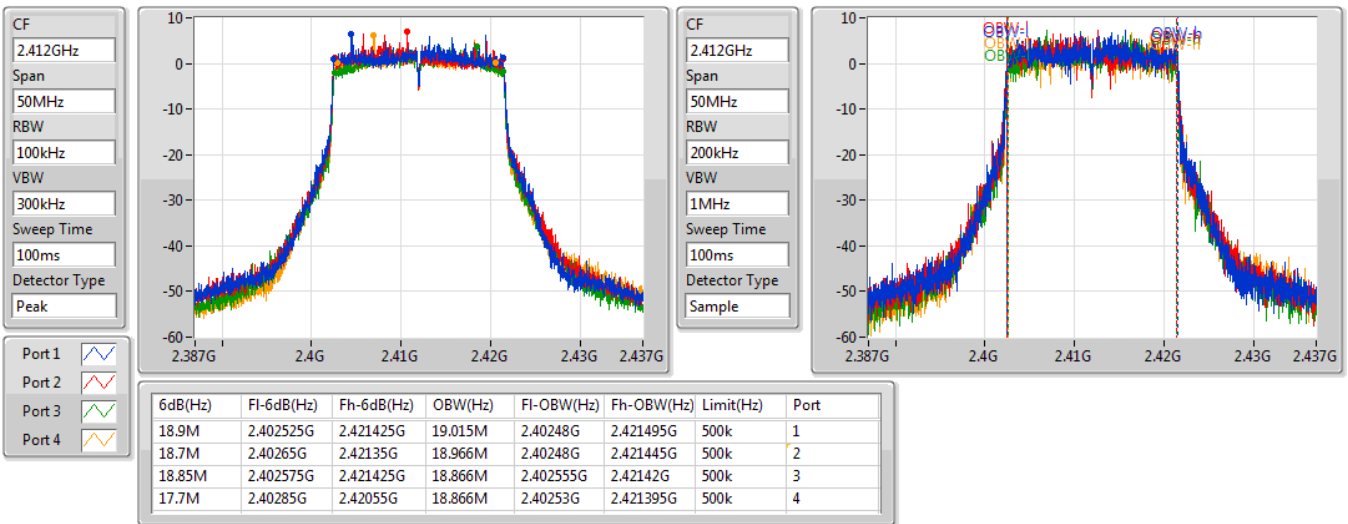 CF
2.412GHz
Span
50MHz
RBW
100kHz
VBW
300kHz
Sweep Time
100ms
Detector Type
Peak
10
0
-10
-20
-30
-40
-50
-60
2.387G 2.4G 2.41G 2.42G 2.43G 2.437G
CF
2.412GHz
Span
50MHz
RBW
200kHz
VBW
1MHz
Sweep Time
100ms
Detector Type
Sample
10
0
-10
-20
-30
-40
-50
-60
OBW-l
OBW-h
2.387G 2.4G 2.41G 2.42G 2.43G 2.437G
Port 1
Port 2
Port 3
Port 4
6dB(Hz) Fl-6dB(Hz) Fh-6dB(Hz) OBW(Hz) Fl-OBW(Hz) Fh-OBW(Hz) Limit(Hz) Port
18.9M 2.402525G 2.421425G 19.015M 2.40248G 2.421495G 500k 1
18.7M 2.40265G 2.42135G 18.966M 2.40248G 2.421445G 500k 2
18.85M 2.402575G 2.421425G 18.866M 2.402555G 2.42142G 500k 3
17.7M 2.40285G 2.42055G 18.866M 2.40253G 2.421395G 500k 4